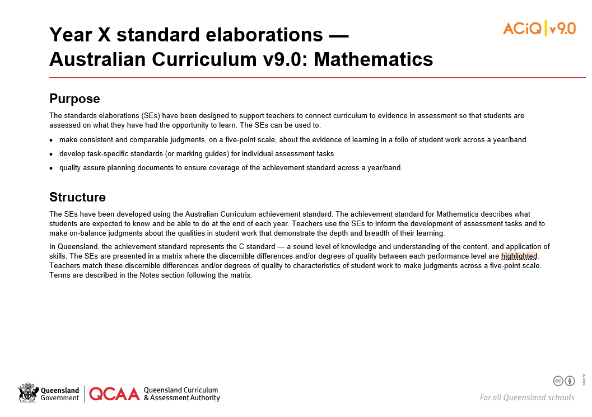 Year X standard elaborations —
Australian Curriculum v9.0: Mathematics
ACiQ v9.0
Purpose
The standards elaborations (SEs) have been designed to support teachers to connect curriculum to evidence in assessment so that students are
assessed on what they have had the opportunity to learn. The SEs can be used to:
• make consistent and comparable judgments, on a five-point scale, about the evidence of learning in a folio of student work across a year/band
• develop task-specific standards (or marking guides) for individual assessment tasks
• quality assure planning documents to ensure coverage of the achievement standard across a year/band.
Structure
The SEs have been developed using the Australian Curriculum achievement standard. The achievement standard for Mathematics describes what
students are expected to know and be able to do at the end of each year. Teachers use the SEs to inform the development of assessment tasks and to
make on-balance judgments about the qualities in student work that demonstrate the depth and breadth of their learning.
In Queensland, the achievement standard represents the C standard — a sound level of knowledge and understanding of the content, and application of
skills. The SEs are presented in a matrix where the discernible differences and/or degrees of quality between each performance level are highlighted.
Teachers match these discernible differences and/or degrees of quality to characteristics of student work to make judgments across a five-point scale.
Terms are described in the Notes section following the matrix.
Queensland
Government
QCAA
Queensland Curriculum
& Assessment Authority
cc
For all Queensland schools